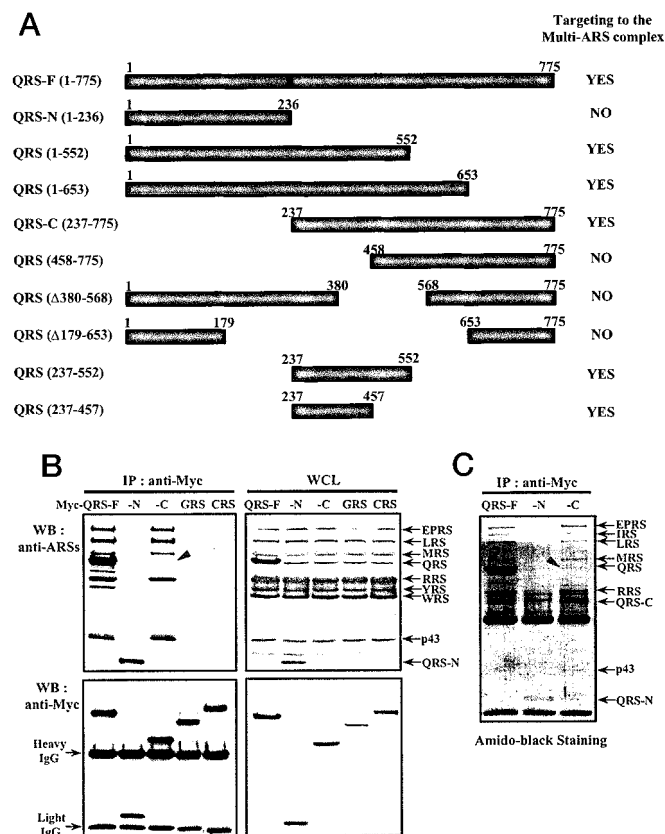 A
Targeting to the
Multi-ARS complex
1 775
QRS-F (1-775) YES
1 236
QRS-N (1-236) NO
1 552
QRS (1-552) YES
1 653
QRS (1-653) YES
237 775
QRS-C (237-775) YES
458 775
QRS (458-775) NO
1 380 568 775
QRS (Δ380-568) NO
1 179 653 775
QRS (Δ179-653) NO
237 552
QRS (237-552) YES
237 457
QRS (237-457) YES
B
IP : anti-Myc WCL
Myc-QRS-F -N -C GRS CRS QRS-F -N -C GRS CRS
WB :
anti-ARSs
EPRS
LRS
MRS
QRS
RRS
YRS
WRS
p43
QRS-N
WB :
anti-Myc
Heavy
IgG
Light
IgG
C
IP : anti-Myc
QRS-F -N -C
EPRS
IRS
LRS
MRS
QRS
RRS
QRS-C
p43
QRS-N
Amido-black Staining